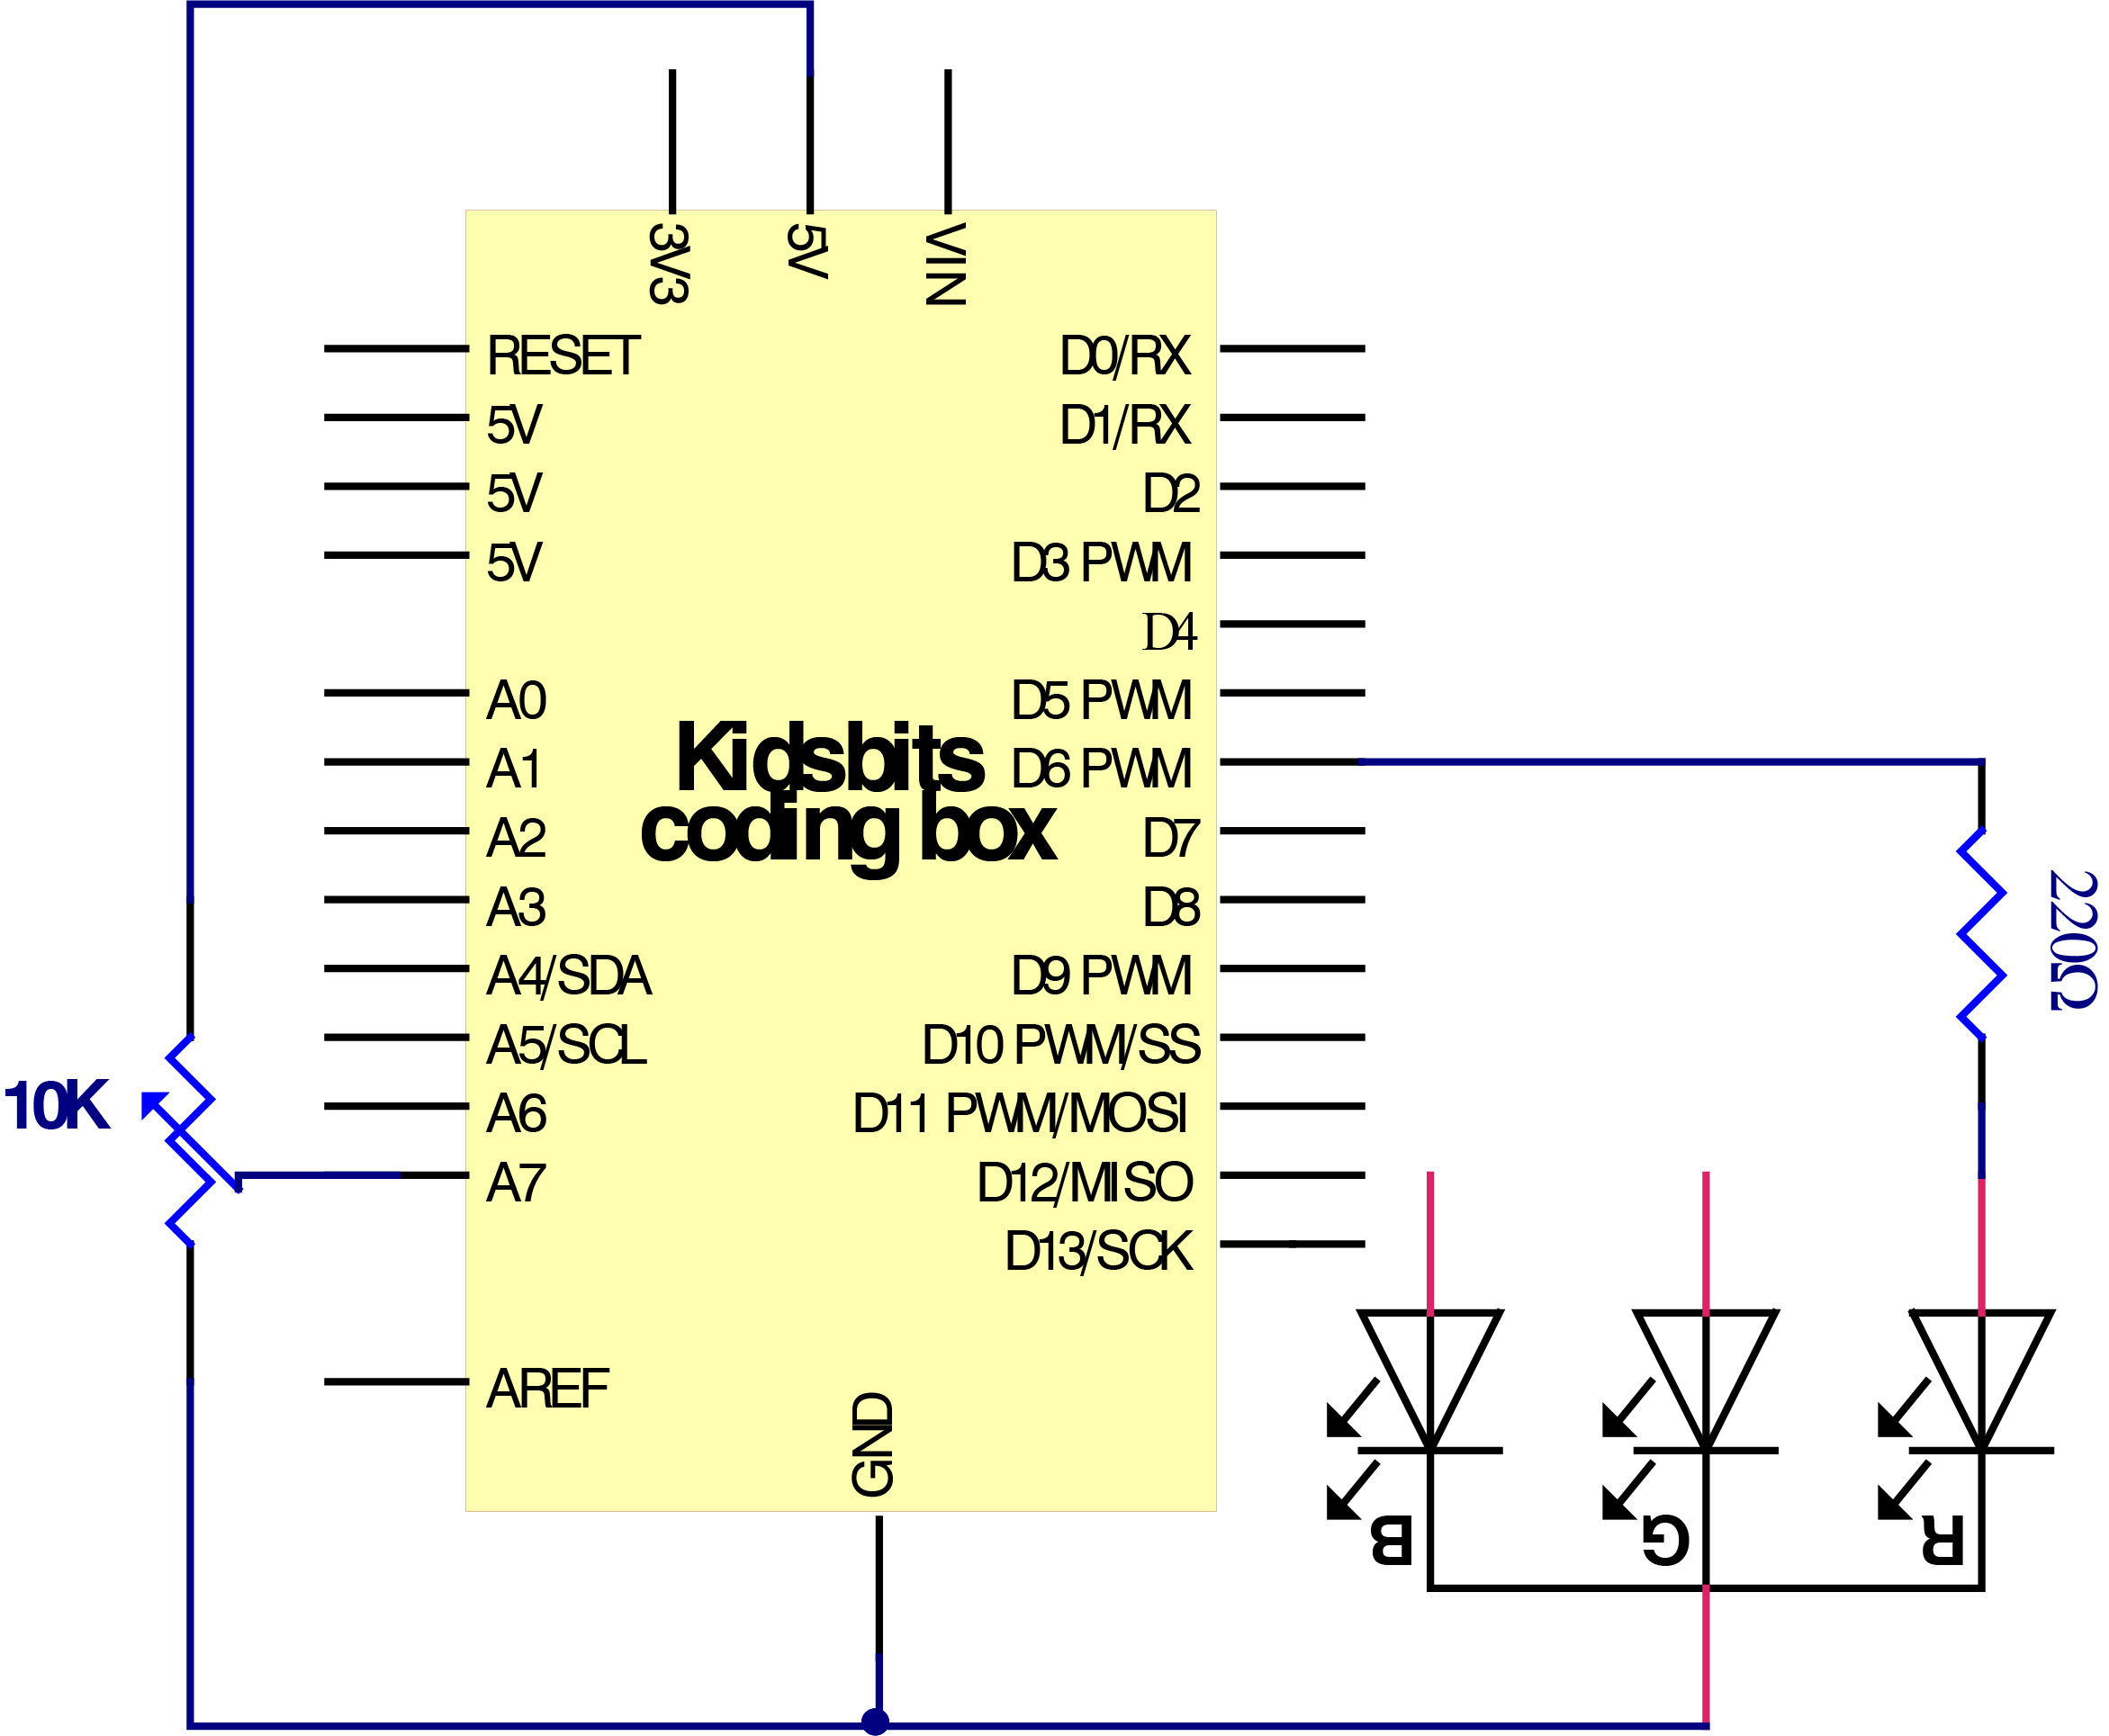 3V3
5V
VIN
RESET
5V
5V
5V
A0
A1
A2
A3
A4/SDA
A5/SCL
A6
A7
AREF
Kidsbits
coding box
D0/RX
D1/RX
D2
D3 PWM
D4
D5 PWM
D6 PWM
D7
D8
D9 PWM
D10 PWM/SS
D11 PWM/MOSI
D12/MISO
D13/SCK
GND
10K
220Ω
B
G
R